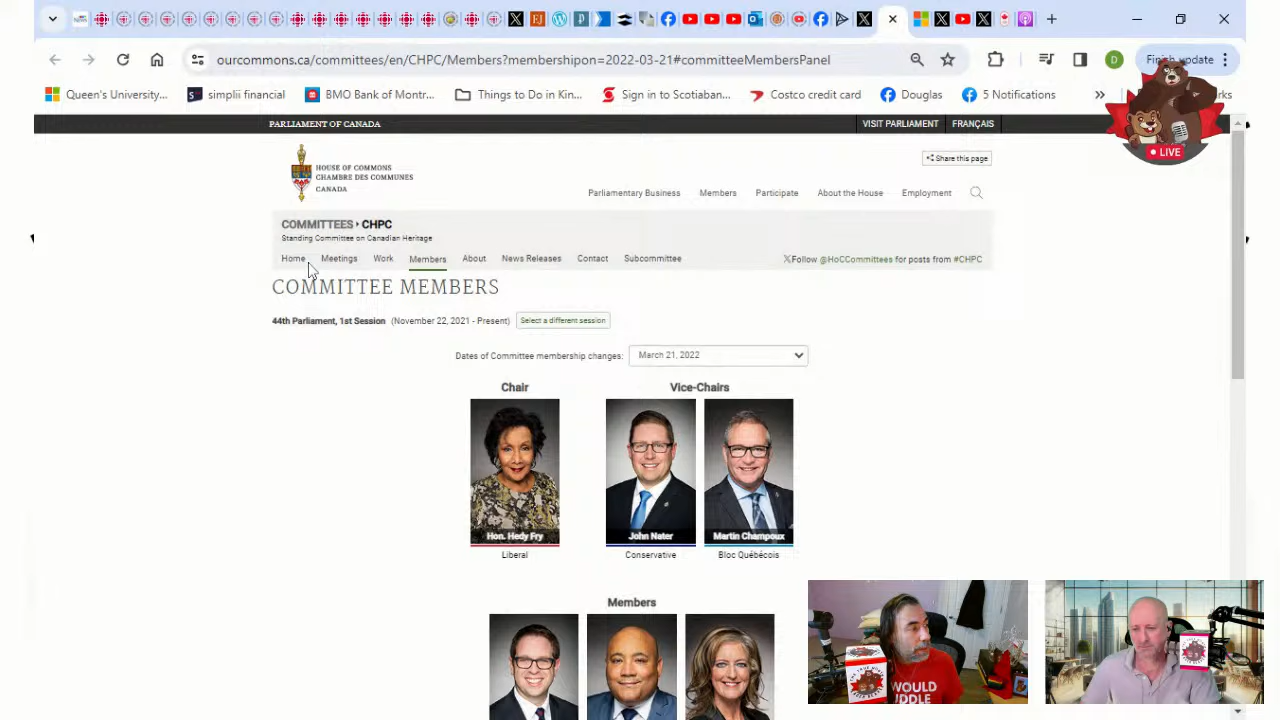 ourcommons.ca/committees/en/CHPC/Members?membershipon=2022-03-21#committeeMembersPanel
D
Finish update
Queen's University...
simplii financial
BMO Bank of Montr...
Things to Do in Kin...
Sign in to Scotiaban...
Costco credit card
Douglas
5 Notifications
»
LIVE
PARLIAMENT OF CANADA
VISIT PARLIAMENT
FRANÇAIS
HOUSE OF COMMONS
CHAMBRE DES COMMUNES
CANADA
Share this page
Parliamentary Business
Members
Participate
About the House
Employment
COMMITTEES › CHPC
Standing Committee on Canadian Heritage
Home
Meetings
Work
Members
About
News Releases
Contact
Subcommittee
Follow @HoCCommittees for posts from #CHPC
COMMITTEE MEMBERS
44th Parliament, 1st Session (November 22, 2021 - Present)
Select a different session
Dates of Committee membership changes:
March 21, 2022
Chair
Vice-Chairs
Hon. Hedy Fry
John Nater
Martin Champoux
Liberal
Conservative
Bloc Québécois
Members
WOULD